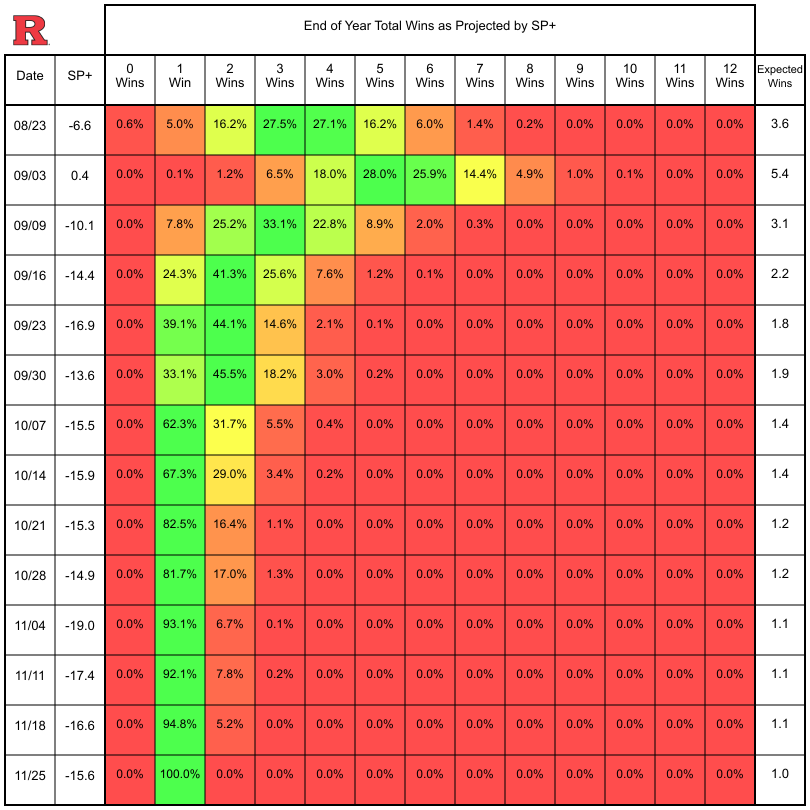 R
End of Year Total Wins as Projected by SP+
Date SP+ 0 Wins 1 Win 2 Wins 3 Wins 4 Wins 5 Wins 6 Wins 7 Wins 8 Wins 9 Wins 10 Wins 11 Wins 12 Wins Expected Wins
08/23 -6.6 0.6% 5.0% 16.2% 27.5% 27.1% 16.2% 6.0% 1.4% 0.2% 0.0% 0.0% 0.0% 0.0% 3.6
09/03 0.4 0.0% 0.1% 1.2% 6.5% 18.0% 28.0% 25.9% 14.4% 4.9% 1.0% 0.1% 0.0% 0.0% 5.4
09/09 -10.1 0.0% 7.8% 25.2% 33.1% 22.8% 8.9% 2.0% 0.3% 0.0% 0.0% 0.0% 0.0% 0.0% 3.1
09/16 -14.4 0.0% 24.3% 41.3% 25.6% 7.6% 1.2% 0.1% 0.0% 0.0% 0.0% 0.0% 0.0% 0.0% 2.2
09/23 -16.9 0.0% 39.1% 44.1% 14.6% 2.1% 0.1% 0.0% 0.0% 0.0% 0.0% 0.0% 0.0% 0.0% 1.8
09/30 -13.6 0.0% 33.1% 45.5% 18.2% 3.0% 0.2% 0.0% 0.0% 0.0% 0.0% 0.0% 0.0% 0.0% 1.9
10/07 -15.5 0.0% 62.3% 31.7% 5.5% 0.4% 0.0% 0.0% 0.0% 0.0% 0.0% 0.0% 0.0% 0.0% 1.4
10/14 -15.9 0.0% 67.3% 29.0% 3.4% 0.2% 0.0% 0.0% 0.0% 0.0% 0.0% 0.0% 0.0% 0.0% 1.4
10/21 -15.3 0.0% 82.5% 16.4% 1.1% 0.0% 0.0% 0.0% 0.0% 0.0% 0.0% 0.0% 0.0% 0.0% 1.2
10/28 -14.9 0.0% 81.7% 17.0% 1.3% 0.0% 0.0% 0.0% 0.0% 0.0% 0.0% 0.0% 0.0% 0.0% 1.2
11/04 -19.0 0.0% 93.1% 6.7% 0.1% 0.0% 0.0% 0.0% 0.0% 0.0% 0.0% 0.0% 0.0% 0.0% 1.1
11/11 -17.4 0.0% 92.1% 7.8% 0.2% 0.0% 0.0% 0.0% 0.0% 0.0% 0.0% 0.0% 0.0% 0.0% 1.1
11/18 -16.6 0.0% 94.8% 5.2% 0.0% 0.0% 0.0% 0.0% 0.0% 0.0% 0.0% 0.0% 0.0% 0.0% 1.1
11/25 -15.6 0.0% 100.0% 0.0% 0.0% 0.0% 0.0% 0.0% 0.0% 0.0% 0.0% 0.0% 0.0% 0.0% 1.0